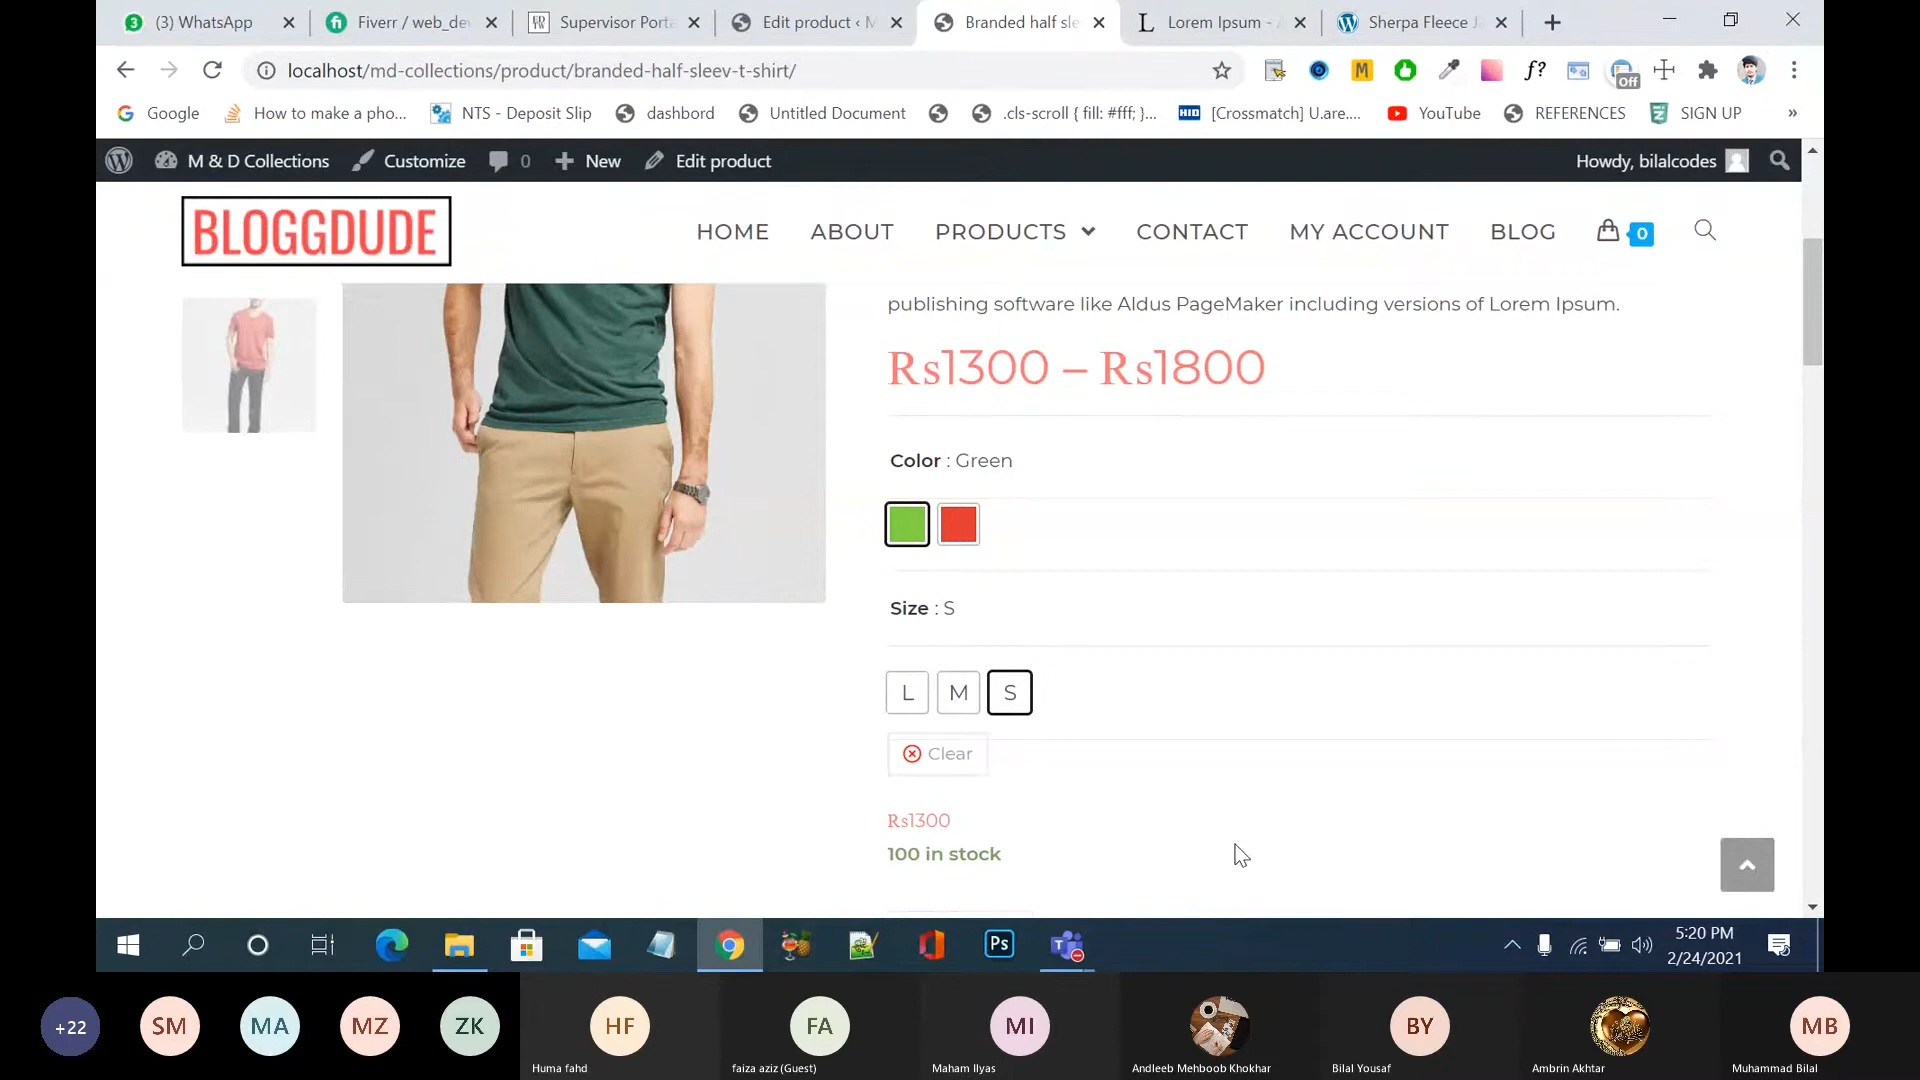 3 (3) WhatsApp
Fiverr / web_dev
Supervisor Porta
Edit product ‹ M
Branded half sle
Lorem Ipsum - A
Sherpa Fleece J
localhost/md-collections/product/branded-half-sleev-t-shirt/
M f? Off
Google
How to make a pho...
NTS - Deposit Slip
dashbord
Untitled Document
.cls-scroll { fill: #fff; }...
HID [Crossmatch] U.are....
YouTube
REFERENCES
SIGN UP
»
M & D Collections
Customize
0
New
Edit product
Howdy, bilalcodes
BLOGGDUDE
HOME
ABOUT
PRODUCTS
CONTACT
MY ACCOUNT
BLOG
0
publishing software like Aldus PageMaker including versions of Lorem Ipsum.
Rs1300 – Rs1800
Color : Green
Size : S
L M S
Clear
Rs1300
100 in stock
Ps
5:20 PM
2/24/2021
+22
SM
MA
MZ
ZK
HF
FA
MI
BY
MB
Huma fahd
faiza aziz (Guest)
Maham Ilyas
Andleeb Mehboob Khokhar
Bilal Yousaf
Ambrin Akhtar
Muhammad Bilal